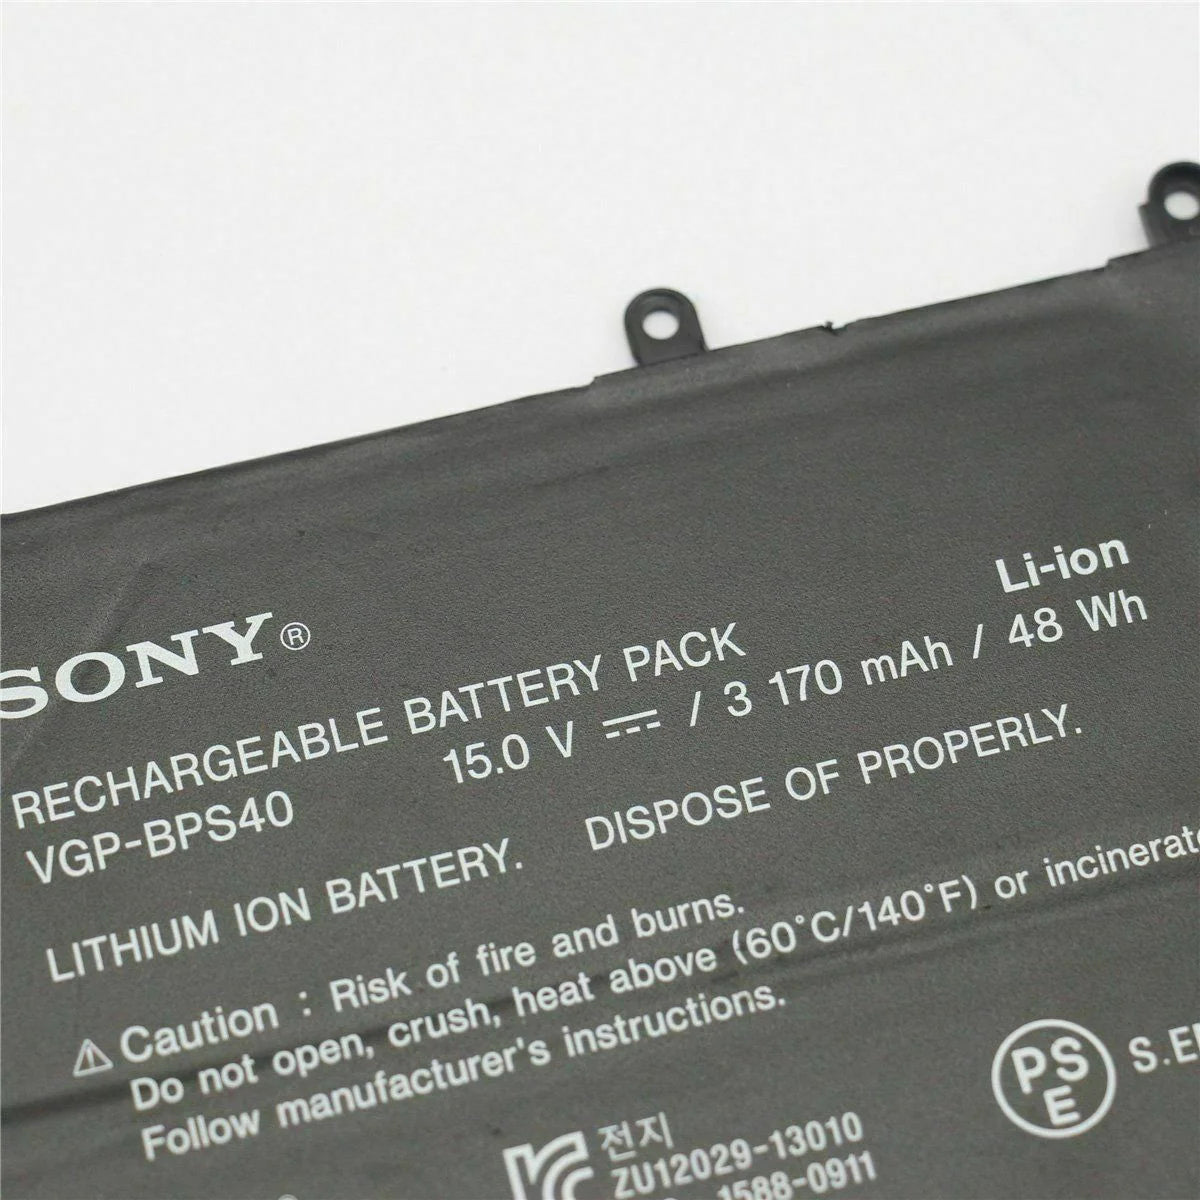 SONY®
RECHARGEABLE BATTERY PACK
Li-ion
VGP-BPS40
15.0 V ⎓ / 3 170 mAh / 48 Wh
LITHIUM ION BATTERY. DISPOSE OF PROPERLY.
⚠ Caution : Risk of fire and burns.
Do not open, crush, heat above (60°C/140°F) or
Follow manufacturer's instructions.
PSE
전지
ZU12029-13010
1588-0911